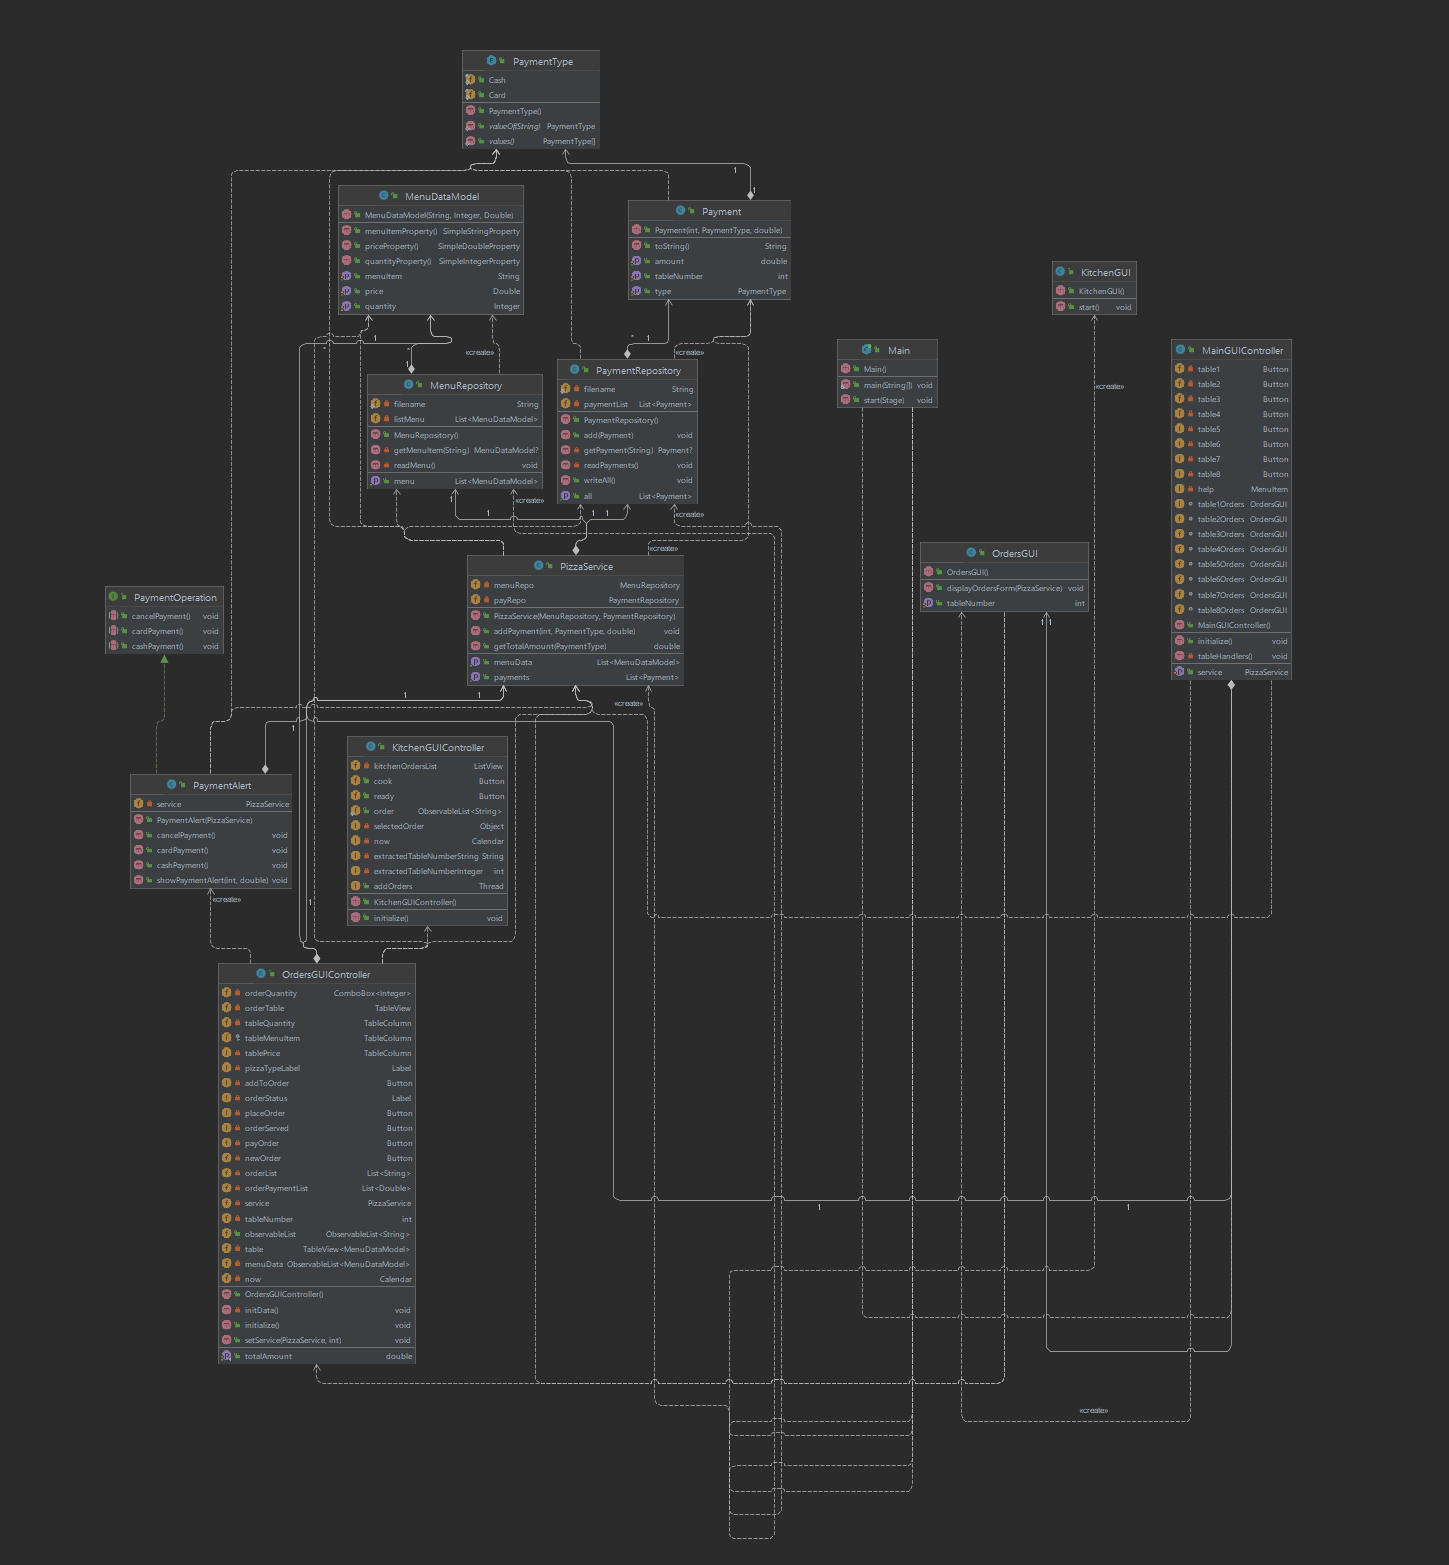 PaymentType
Cash
Card
PaymentType()
valueOf(String) PaymentType
values() PaymentType[]
1
1
MenuDataModel
MenuDataModel(String, Integer, Double)
menuItemProperty() SimpleStringProperty
priceProperty() SimpleDoubleProperty
quantityProperty() SimpleIntegerProperty
menuItem String
price Double
quantity Integer
Payment
Payment(int, PaymentType, double)
toString() String
amount double
tableNumber int
type PaymentType
KitchenGUI
KitchenGUI()
start() void
1
*
*
1
«create»
* 1
«create»
«create»
MenuRepository
filename String
listMenu List<MenuDataModel>
MenuRepository()
getMenuItem(String) MenuDataModel?
readMenu() void
menu List<MenuDataModel>
PaymentRepository
filename String
paymentList List<Payment>
PaymentRepository()
add(Payment) void
getPayment(String) Payment?
readPayments() void
writeAll() void
all List<Payment>
Main
Main()
main(String[]) void
start(Stage) void
MainGUIController
table1 Button
table2 Button
table3 Button
table4 Button
table5 Button
table6 Button
table7 Button
table8 Button
help MenuItem
table1Orders OrdersGUI
table2Orders OrdersGUI
table3Orders OrdersGUI
table4Orders OrdersGUI
table5Orders OrdersGUI
table6Orders OrdersGUI
table7Orders OrdersGUI
table8Orders OrdersGUI
MainGUIController()
initialize() void
tableHandlers() void
service PizzaService
1
«create»
1
1
1
«create»
«create»
PizzaService
menuRepo MenuRepository
payRepo PaymentRepository
PizzaService(MenuRepository, PaymentRepository)
addPayment(int, PaymentType, double) void
getTotalAmount(PaymentType) double
menuData List<MenuDataModel>
payments List<Payment>
OrdersGUI
OrdersGUI()
displayOrdersForm(PizzaService) void
tableNumber int
1 1
PaymentOperation
cancelPayment() void
cardPayment() void
cashPayment() void
1
1
«create»
1
KitchenGUIController
kitchenOrdersList ListView
cook Button
ready Button
order ObservableList<String>
selectedOrder Object
now Calendar
extractedTableNumberString String
extractedTableNumberInteger int
addOrders Thread
KitchenGUIController()
initialize() void
PaymentAlert
service PizzaService
PaymentAlert(PizzaService)
cancelPayment() void
cardPayment() void
cashPayment() void
showPaymentAlert(int, double) void
«create»
1
OrdersGUIController
orderQuantity ComboBox<Integer>
orderTable TableView
tableQuantity TableColumn
tableMenuItem TableColumn
tablePrice TableColumn
pizzaTypeLabel Label
addToOrder Button
orderStatus Label
placeOrder Button
orderServed Button
payOrder Button
newOrder Button
orderList List<String>
orderPaymentList List<Double>
service PizzaService
tableNumber int
observableList ObservableList<String>
table TableView<MenuDataModel>
menuData ObservableList<MenuDataModel>
now Calendar
OrdersGUIController()
initData() void
initialize() void
setService(PizzaService, int) void
totalAmount double
1
1
«create»